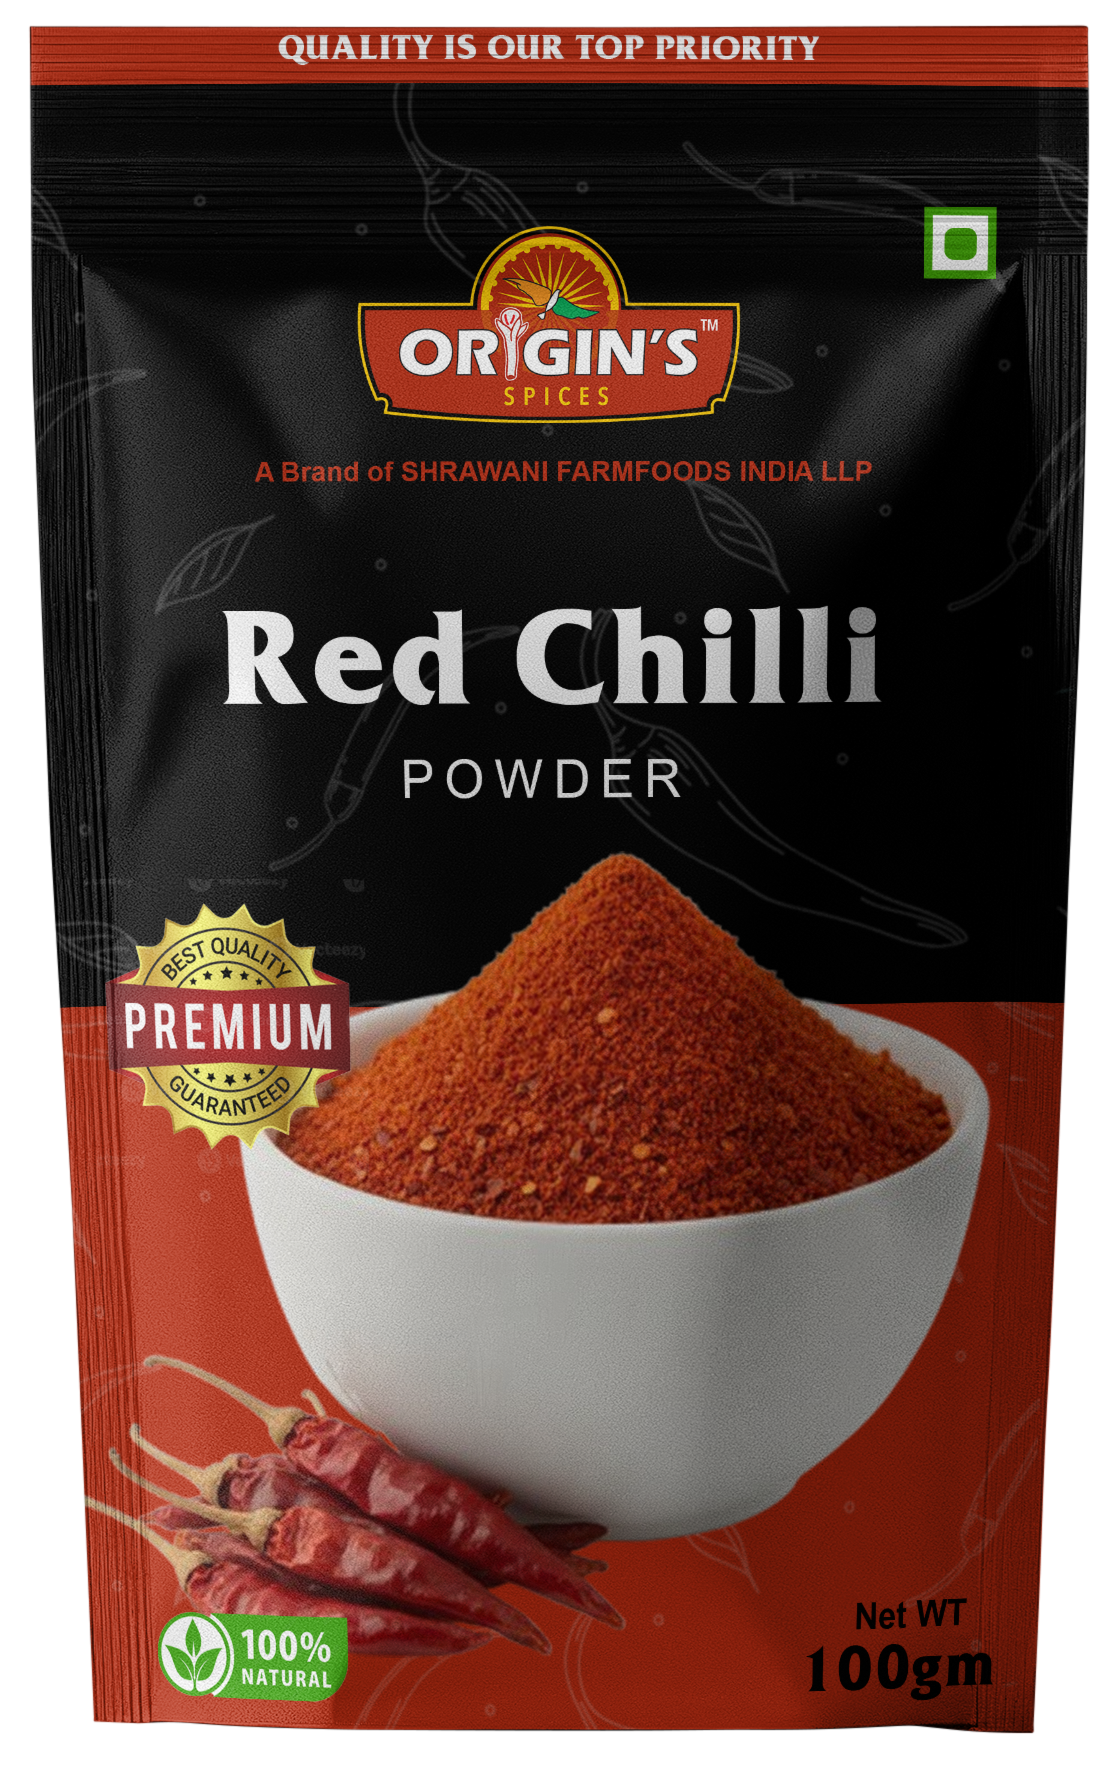 QUALITY IS OUR TOP PRIORITY
ORIGIN'S™
SPICES
A Brand of SHRAWANI FARMFOODS INDIA LLP
Red Chilli
POWDER
BEST QUALITY
PREMIUM
GUARANTEED
100%
NATURAL
Net WT
100gm